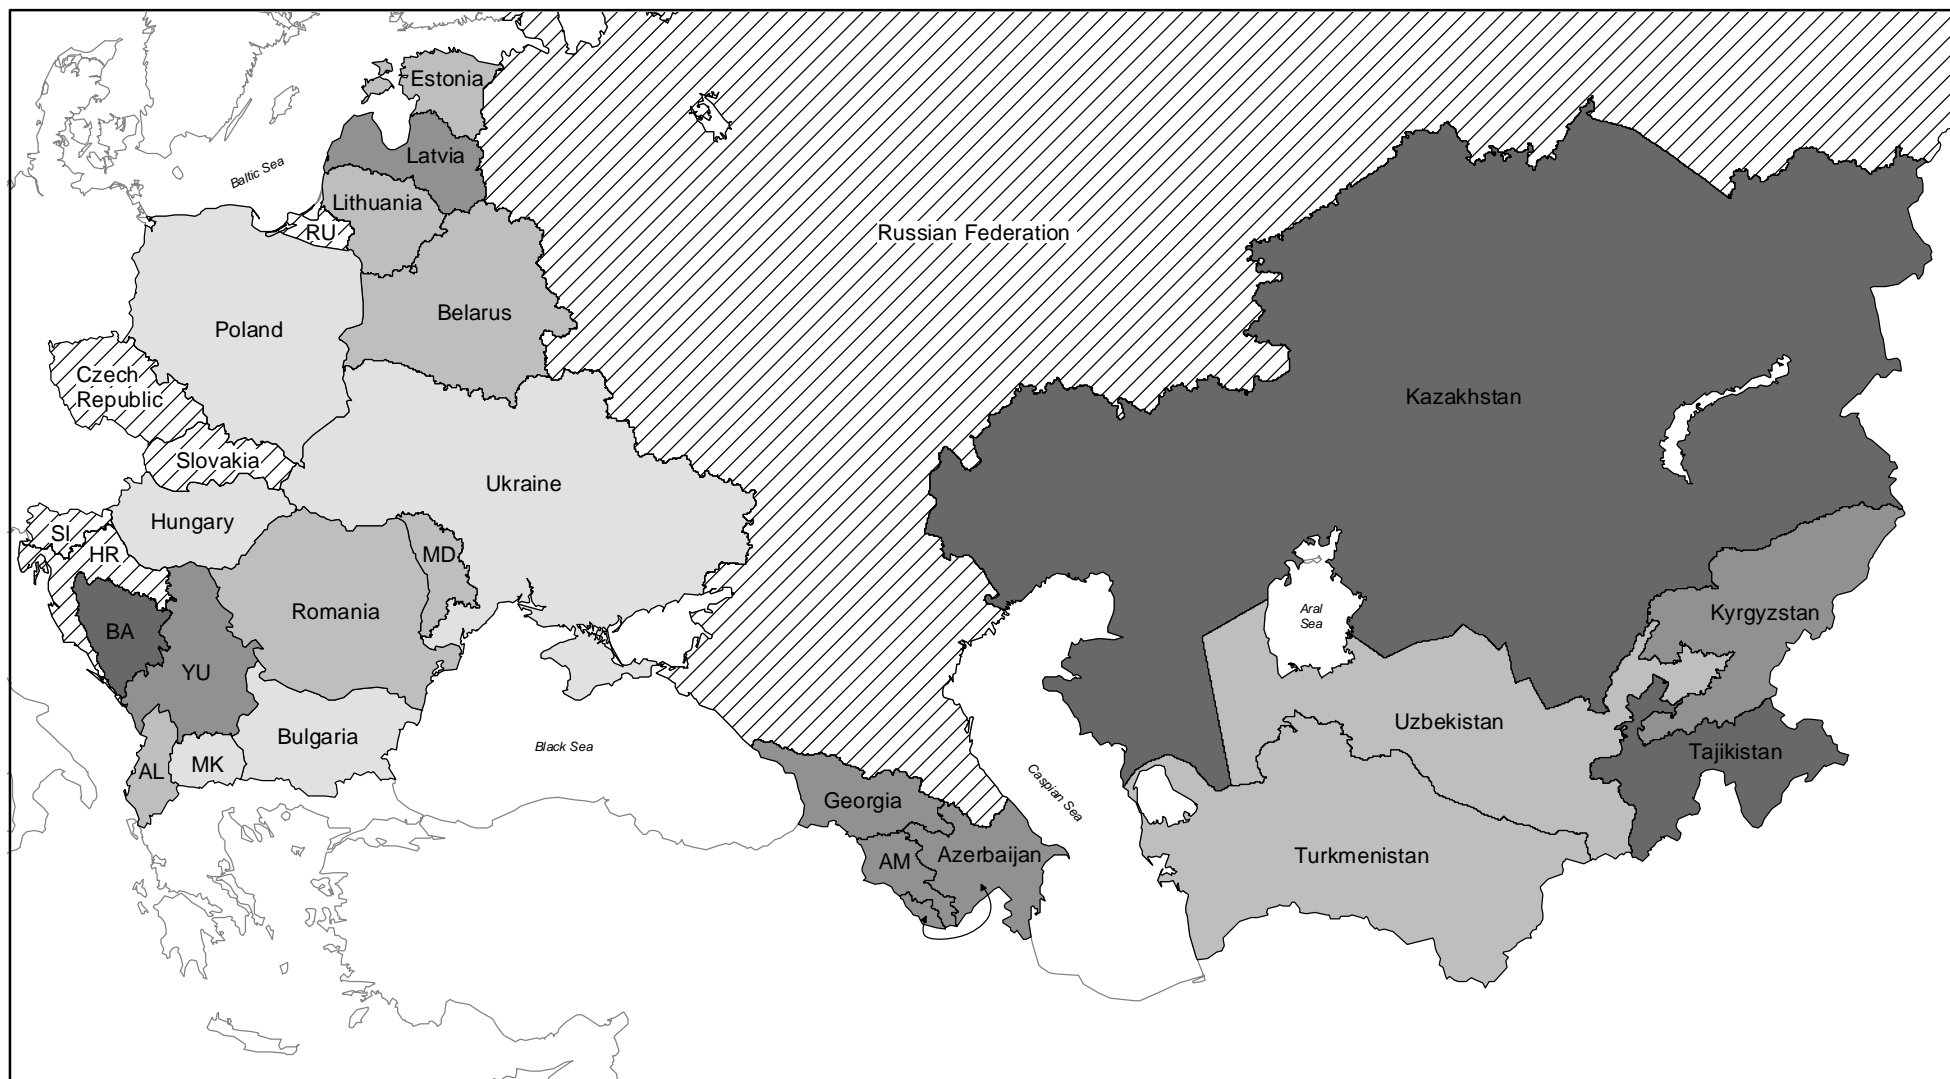 Estonia
Latvia
Baltic Sea
Lithuania
RU
Russian Federation
Belarus
Poland
Czech
Republic
Kazakhstan
Slovakia
Ukraine
Hungary
SI
HR
MD
Romania
Aral
Sea
Kyrgyzstan
BA
YU
Uzbekistan
Bulgaria
Black Sea
Tajikistan
AL
MK
Caspian Sea
Georgia
AM
Azerbaijan
Turkmenistan